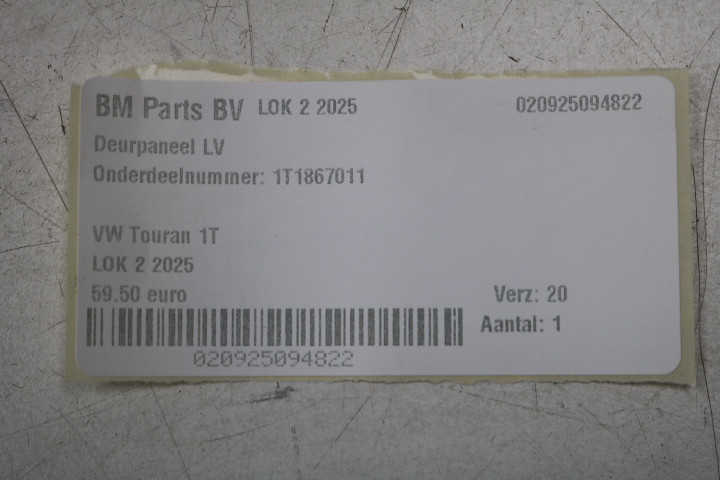 BM Parts BV LOK 2 2025 020925094822
Deurpaneel LV
Onderdeelnummer: 1T1867011
VW Touran 1T
LOK 2 2025
59.50 euro Verz: 20
Aantal: 1
020925094822